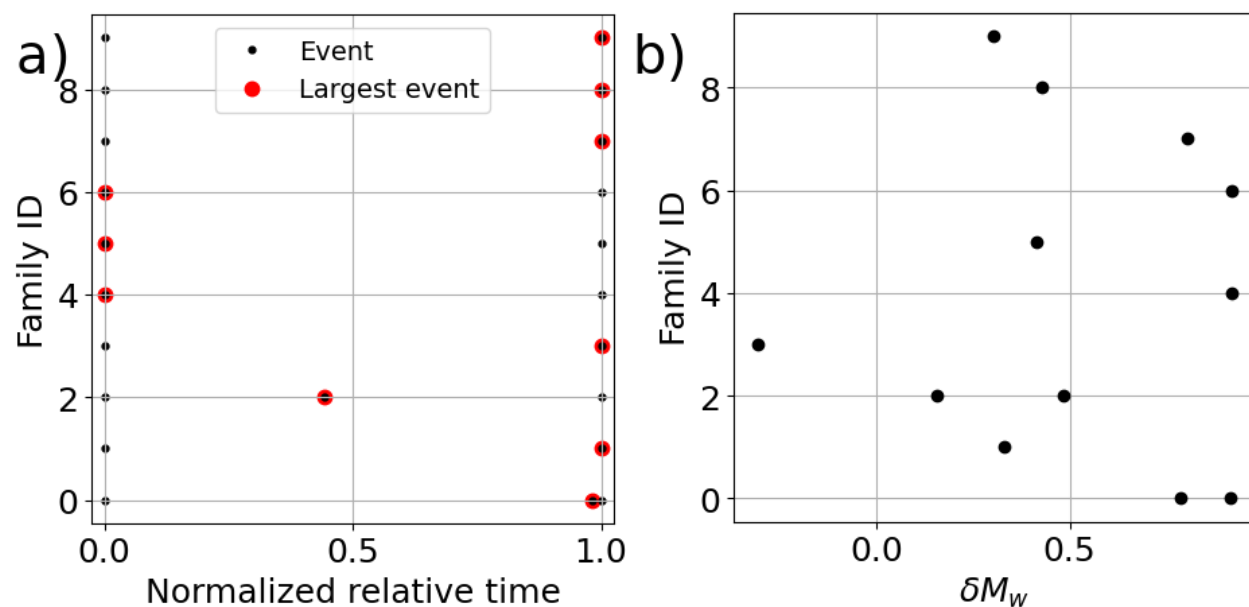 a)
Event
Largest event
8
6
4
2
0
Family ID
0.0 0.5 1.0
Normalized relative time
b)
8
6
4
2
0
Family ID
0.0 0.5
δM_w